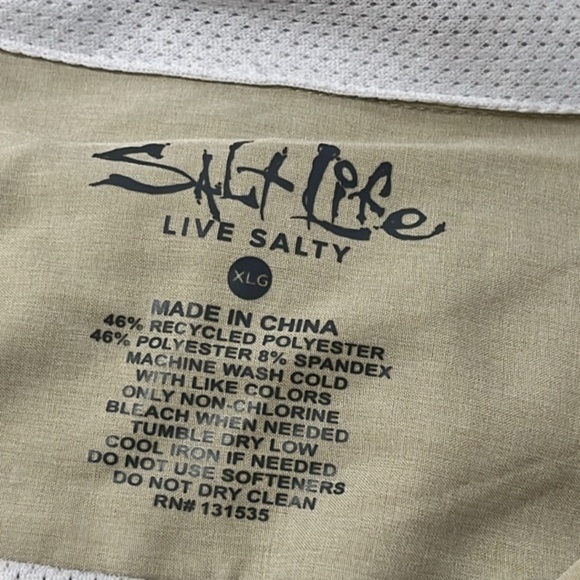 Salt Life
LIVE SALTY
XLG
MADE IN CHINA
46% RECYCLED POLYESTER
46% POLYESTER 8% SPANDEX
MACHINE WASH COLD
WITH LIKE COLORS
ONLY NON-CHLORINE
BLEACH WHEN NEEDED
TUMBLE DRY LOW
COOL IRON IF NEEDED
DO NOT USE SOFTENERS
DO NOT DRY CLEAN
RN# 131535